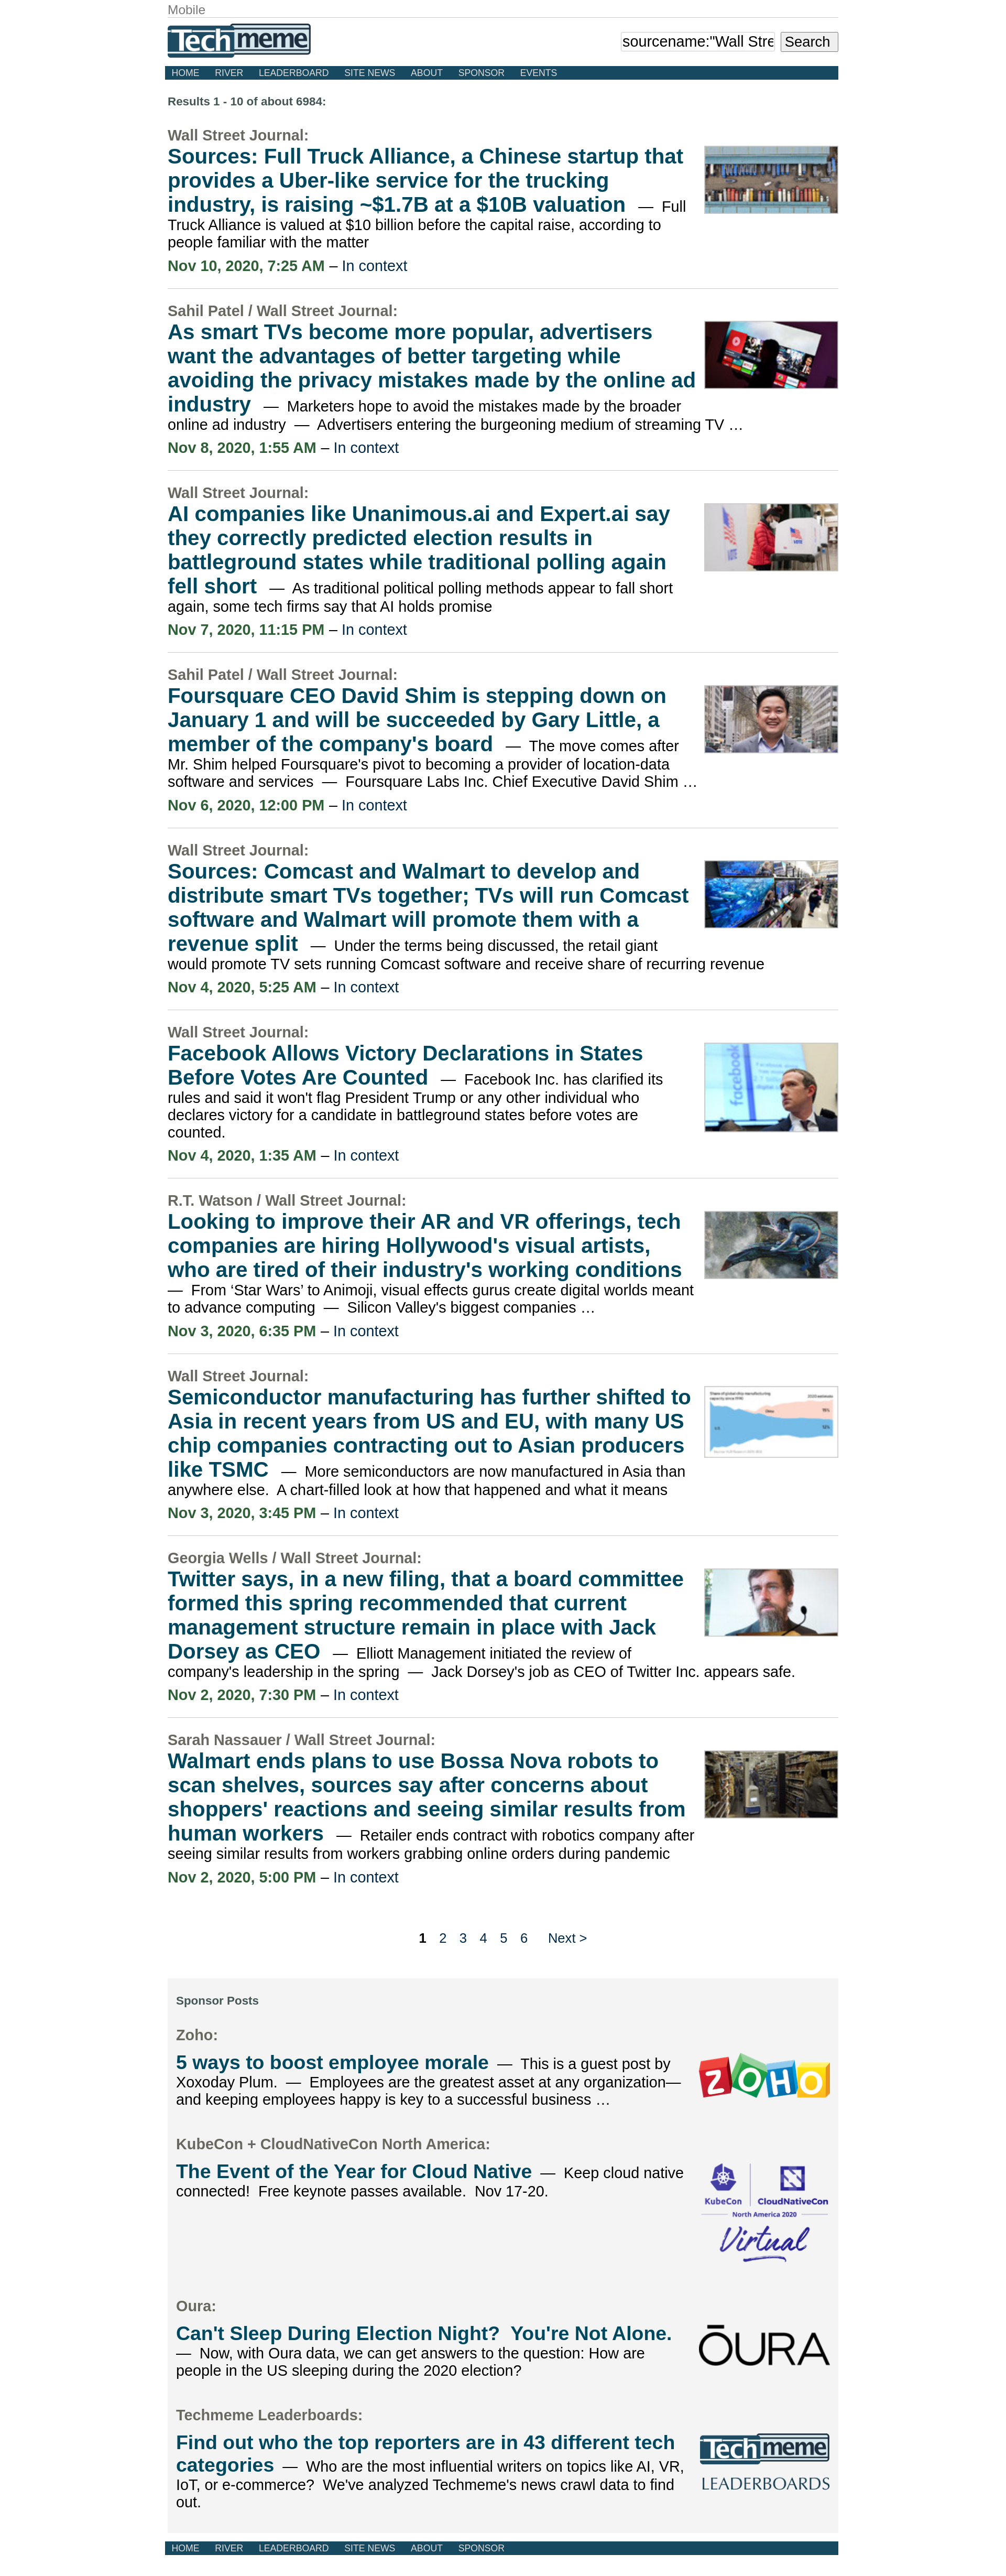 Mobile
Techmeme
sourcename:"Wall Stre
Search
HOME RIVER LEADERBOARD SITE NEWS ABOUT SPONSOR EVENTS
Results 1 - 10 of about 6984:
Wall Street Journal:
Sources: Full Truck Alliance, a Chinese startup that
provides a Uber-like service for the trucking
industry, is raising ~$1.7B at a $10B valuation — Full
Truck Alliance is valued at $10 billion before the capital raise, according to
people familiar with the matter
Nov 10, 2020, 7:25 AM – In context
Sahil Patel / Wall Street Journal:
As smart TVs become more popular, advertisers
want the advantages of better targeting while
avoiding the privacy mistakes made by the online ad
industry — Marketers hope to avoid the mistakes made by the broader
online ad industry — Advertisers entering the burgeoning medium of streaming TV …
Nov 8, 2020, 1:55 AM – In context
Wall Street Journal:
AI companies like Unanimous.ai and Expert.ai say
they correctly predicted election results in
battleground states while traditional polling again
fell short — As traditional political polling methods appear to fall short
again, some tech firms say that AI holds promise
Nov 7, 2020, 11:15 PM – In context
Sahil Patel / Wall Street Journal:
Foursquare CEO David Shim is stepping down on
January 1 and will be succeeded by Gary Little, a
member of the company's board — The move comes after
Mr. Shim helped Foursquare's pivot to becoming a provider of location-data
software and services — Foursquare Labs Inc. Chief Executive David Shim …
Nov 6, 2020, 12:00 PM – In context
Wall Street Journal:
Sources: Comcast and Walmart to develop and
distribute smart TVs together; TVs will run Comcast
software and Walmart will promote them with a
revenue split — Under the terms being discussed, the retail giant
would promote TV sets running Comcast software and receive share of recurring revenue
Nov 4, 2020, 5:25 AM – In context
Wall Street Journal:
Facebook Allows Victory Declarations in States
Before Votes Are Counted — Facebook Inc. has clarified its
rules and said it won't flag President Trump or any other individual who
declares victory for a candidate in battleground states before votes are
counted.
Nov 4, 2020, 1:35 AM – In context
R.T. Watson / Wall Street Journal:
Looking to improve their AR and VR offerings, tech
companies are hiring Hollywood's visual artists,
who are tired of their industry's working conditions
— From ‘Star Wars’ to Animoji, visual effects gurus create digital worlds meant
to advance computing — Silicon Valley's biggest companies …
Nov 3, 2020, 6:35 PM – In context
Wall Street Journal:
Semiconductor manufacturing has further shifted to
Asia in recent years from US and EU, with many US
chip companies contracting out to Asian producers
like TSMC — More semiconductors are now manufactured in Asia than
anywhere else. A chart-filled look at how that happened and what it means
Nov 3, 2020, 3:45 PM – In context
Georgia Wells / Wall Street Journal:
Twitter says, in a new filing, that a board committee
formed this spring recommended that current
management structure remain in place with Jack
Dorsey as CEO — Elliott Management initiated the review of
company's leadership in the spring — Jack Dorsey's job as CEO of Twitter Inc. appears safe.
Nov 2, 2020, 7:30 PM – In context
Sarah Nassauer / Wall Street Journal:
Walmart ends plans to use Bossa Nova robots to
scan shelves, sources say after concerns about
shoppers' reactions and seeing similar results from
human workers — Retailer ends contract with robotics company after
seeing similar results from workers grabbing online orders during pandemic
Nov 2, 2020, 5:00 PM – In context
1 2 3 4 5 6 Next >
Sponsor Posts
Zoho:
5 ways to boost employee morale — This is a guest post by
Xoxoday Plum. — Employees are the greatest asset at any organization—
and keeping employees happy is key to a successful business …
ZOHO
KubeCon + CloudNativeCon North America:
The Event of the Year for Cloud Native — Keep cloud native
connected! Free keynote passes available. Nov 17-20.
KubeCon CloudNativeCon
North America 2020
Virtual
Oura:
Can't Sleep During Election Night? You're Not Alone.
— Now, with Oura data, we can get answers to the question: How are
people in the US sleeping during the 2020 election?
ŌURA
Techmeme Leaderboards:
Find out who the top reporters are in 43 different tech
categories — Who are the most influential writers on topics like AI, VR,
IoT, or e-commerce? We've analyzed Techmeme's news crawl data to find
out.
Techmeme
LEADERBOARDS
HOME RIVER LEADERBOARD SITE NEWS ABOUT SPONSOR